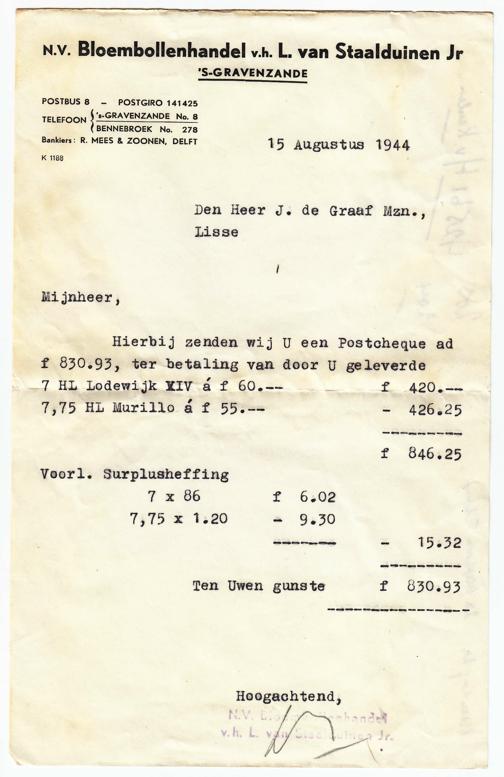 N.V. Bloembollenhandel v.h. L. van Staalduinen Jr
'S-GRAVENZANDE
POSTBUS 8 – POSTGIRO 141425
TELEFOON { 's-GRAVENZANDE No. 8
BENNEBROEK No. 278
Bankiers: R. MEES & ZOONEN, DELFT
K 1188
15 Augustus 1944
Den Heer J. de Graaf Mzn.,
Lisse
Mijnheer,
Hierbij zenden wij U een Postcheque ad
f 830.93, ter betaling van door U geleverde
7 HL Lodewijk XIV á f 60.-- f 420.--
7,75 HL Murillo á f 55.-- - 426.25
f 846.25
Voorl. Surplusheffing
7 x 86 f 6.02
7,75 x 1.20 - 9.30
- 15.32
Ten Uwen gunste f 830.93
Hoogachtend,
N.V. Bloembollenhandel
v.h. L. van Staalduinen Jr.